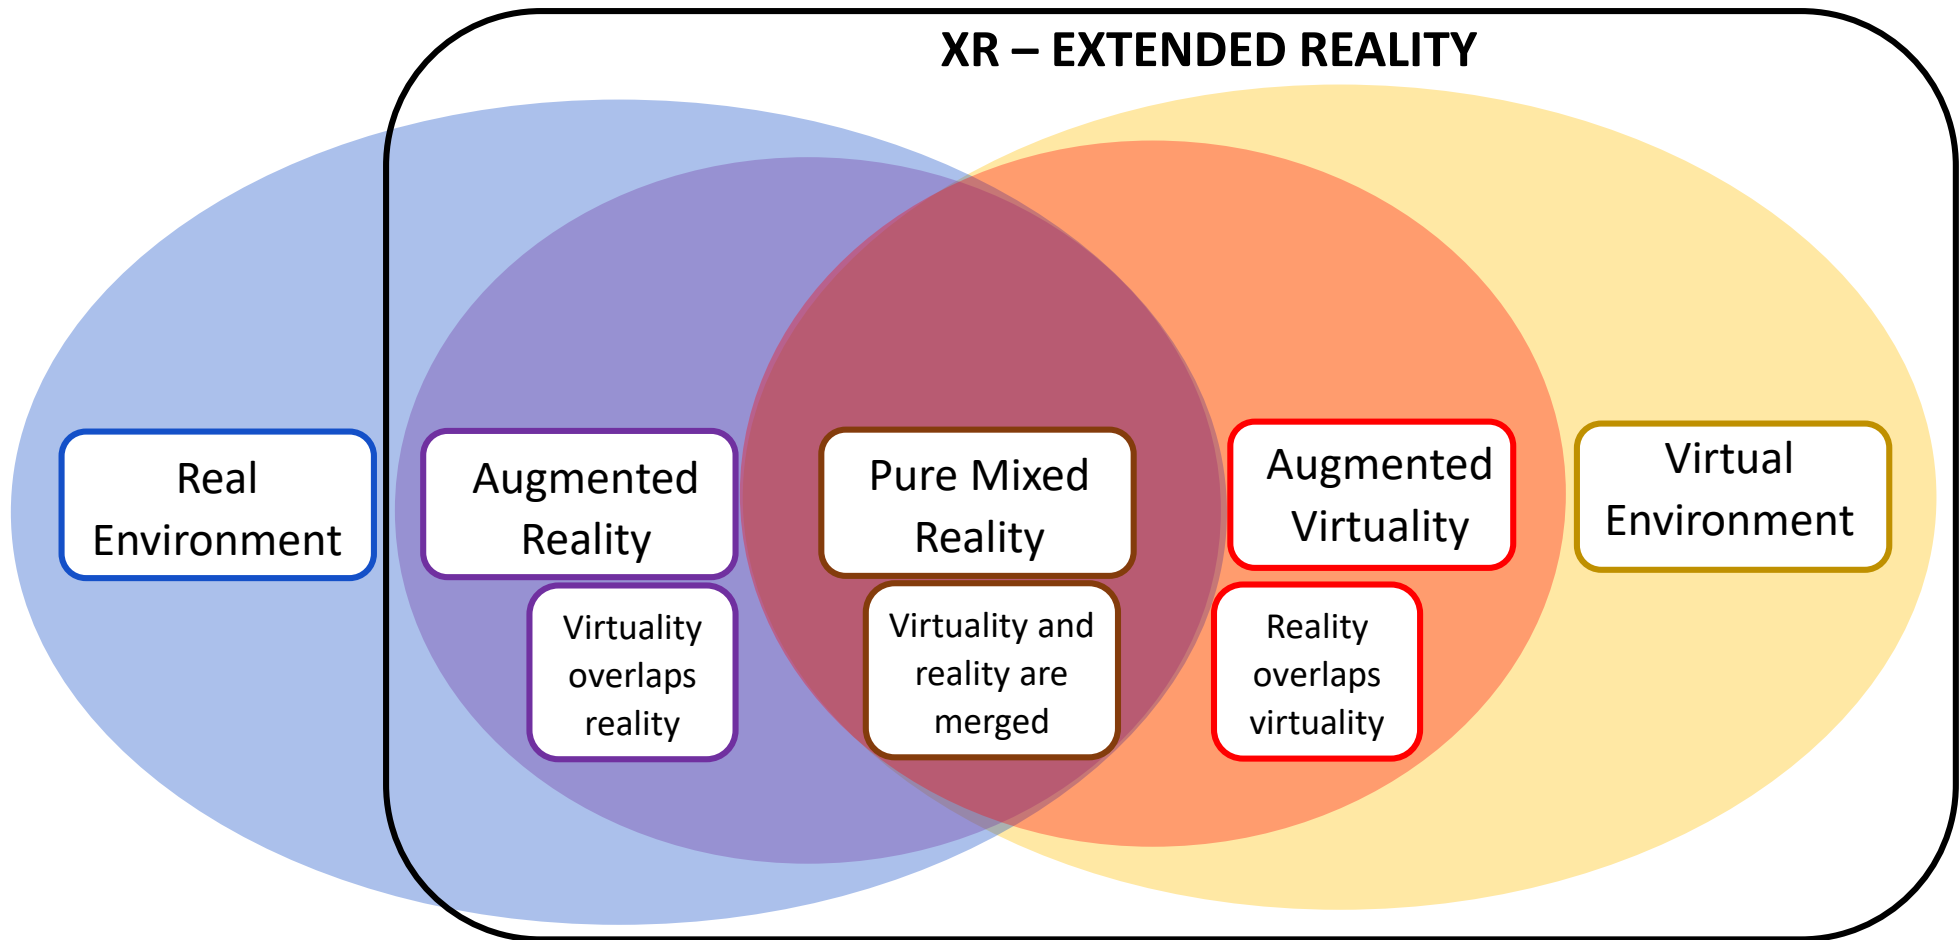 XR – EXTENDED REALITY
Real
Environment
Augmented
Reality
Virtuality
overlaps
reality
Pure Mixed
Reality
Virtuality and
reality are
merged
Augmented
Virtuality
Reality
overlaps
virtuality
Virtual
Environment